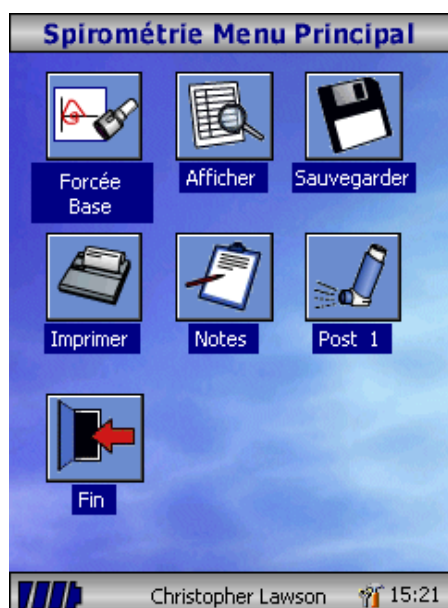 Spirométrie Menu Principal
Forcée
Base
Afficher
Sauvegarder
Imprimer
Notes
Post 1
Fin
Christopher Lawson
15:21